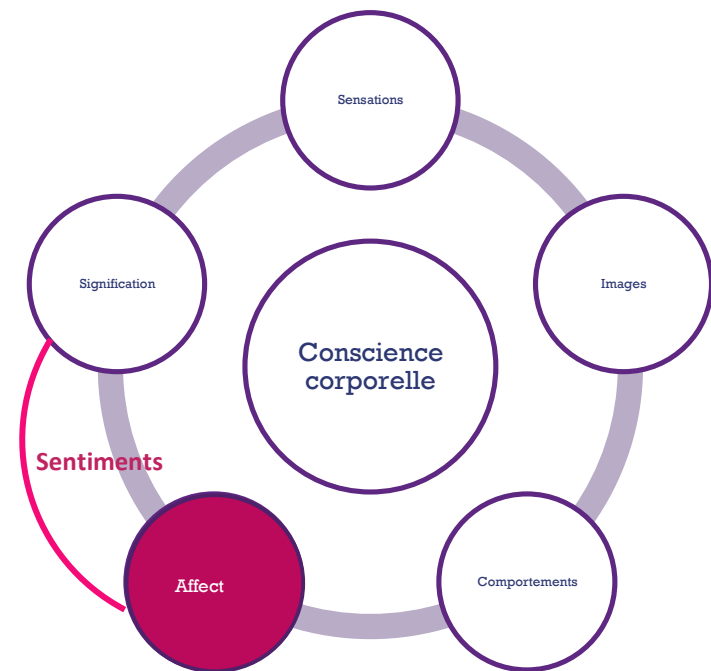 Sensations
Signification
Images
Conscience
corporelle
Sentiments
Affect
Comportements